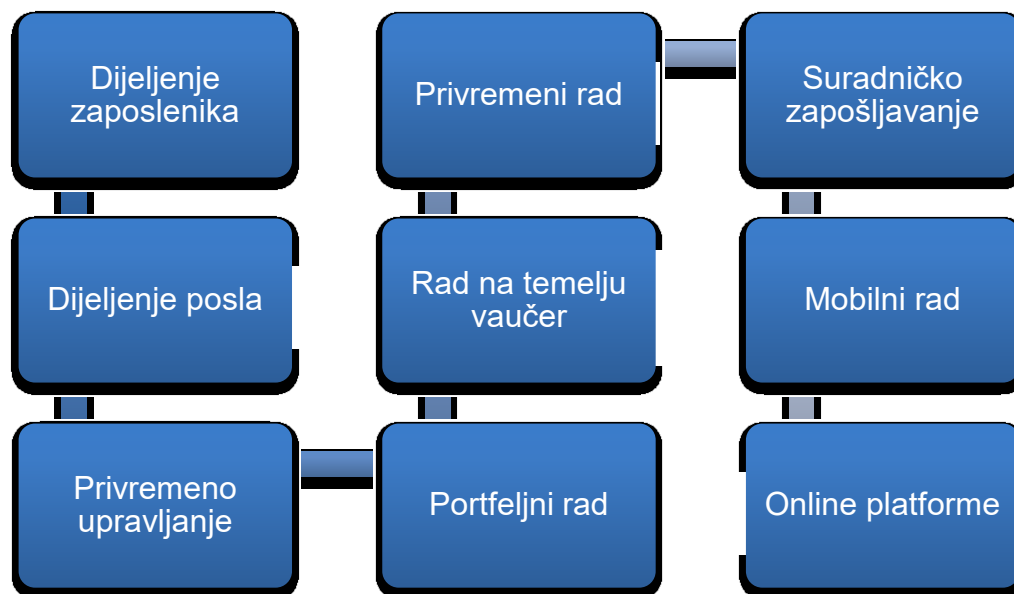 Dijeljenje
zaposlenika
Dijeljenje posla
Privremeno
upravljanje
Portfeljni rad
Rad na temelju
vaučer
Privremeni rad
Suradničko
zapošljavanje
Mobilni rad
Online platforme